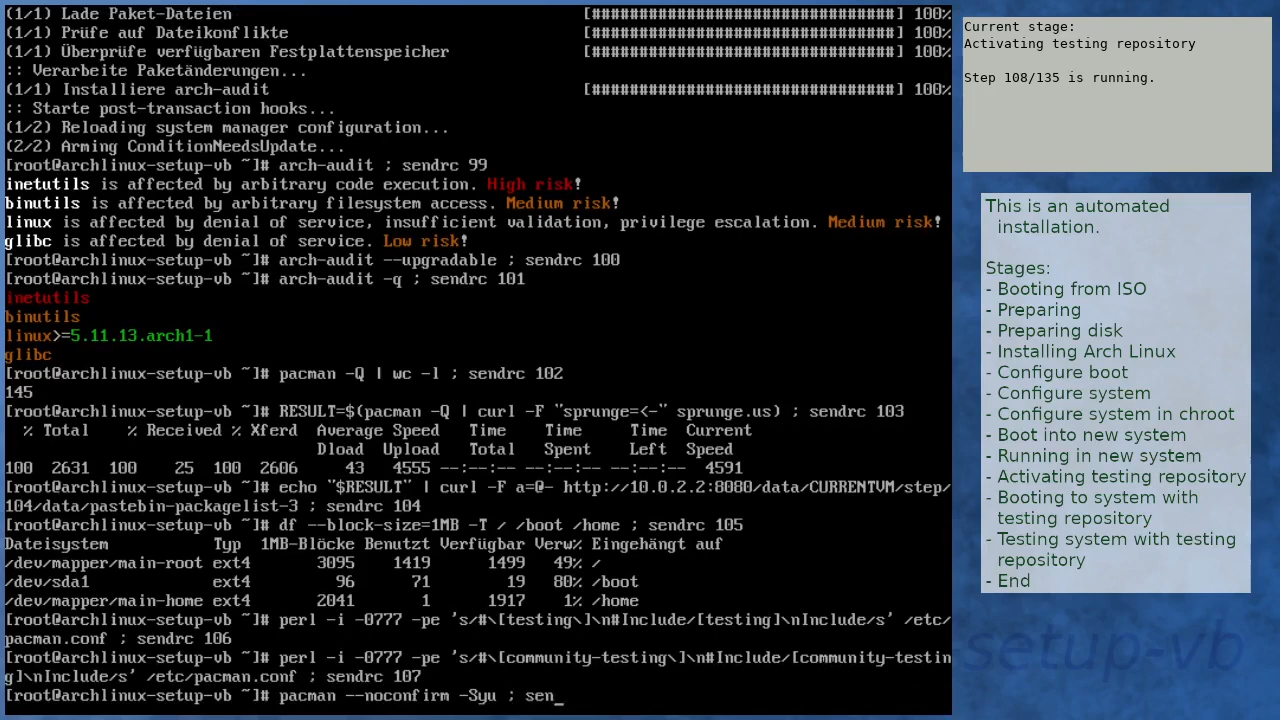 (1/1) Lade Paket-Dateien [################################] 100%
(1/1) Prüfe auf Dateikonflikte [################################] 100%
(1/1) Überprüfe verfügbaren Festplattenspeicher [################################] 100%
:: Verarbeite Paketänderungen...
(1/1) Installiere arch-audit [################################] 100%
:: Starte post-transaction hooks...
(1/2) Reloading system manager configuration...
(2/2) Arming ConditionNeedsUpdate...
[root@archlinux-setup-vb ~]# arch-audit ; sendrc 99
inetutils is affected by arbitrary code execution. High risk!
binutils is affected by arbitrary filesystem access. Medium risk!
linux is affected by denial of service, insufficient validation, privilege escalation. Medium risk!
glibc is affected by denial of service. Low risk!
[root@archlinux-setup-vb ~]# arch-audit --upgradable ; sendrc 100
[root@archlinux-setup-vb ~]# arch-audit -q ; sendrc 101
inetutils
binutils
linux>=5.11.13.arch1-1
glibc
[root@archlinux-setup-vb ~]# pacman -Q | wc -l ; sendrc 102
145
[root@archlinux-setup-vb ~]# RESULT=$(pacman -Q | curl -F "sprunge=<-" sprunge.us) ; sendrc 103
% Total % Received % Xferd Average Speed Time Time Time Current
Dload Upload Total Spent Left Speed
100 2631 100 25 100 2606 43 4555 --:--:-- --:--:-- --:--:-- 4591
[root@archlinux-setup-vb ~]# echo "$RESULT" | curl -F a=@- http://10.0.2.2:8080/data/CURRENTVM/step/
104/data/pastebin-packagelist-3 ; sendrc 104
[root@archlinux-setup-vb ~]# df --block-size=1MB -T / /boot /home ; sendrc 105
Dateisystem Typ 1MB-Blöcke Benutzt Verfügbar Verw% Eingehängt auf
/dev/mapper/main-root ext4 3095 1419 1499 49% /
/dev/sda1 ext4 96 71 19 80% /boot
/dev/mapper/main-home ext4 2041 1 1917 1% /home
[root@archlinux-setup-vb ~]# perl -i -0777 -pe 's/#\[testing\]\n#Include/[testing]\nInclude/s' /etc/
pacman.conf ; sendrc 106
[root@archlinux-setup-vb ~]# perl -i -0777 -pe 's/#\[community-testing\]\n#Include/[community-testin
g]\nInclude/s' /etc/pacman.conf ; sendrc 107
[root@archlinux-setup-vb ~]# pacman --noconfirm -Syu ; sen_
Current stage:
Activating testing repository
Step 108/135 is running.
This is an automated
installation.
Stages:
- Booting from ISO
- Preparing
- Preparing disk
- Installing Arch Linux
- Configure boot
- Configure system
- Configure system in chroot
- Boot into new system
- Running in new system
- Activating testing repository
- Booting to system with
testing repository
- Testing system with testing
repository
- End
setup-vb